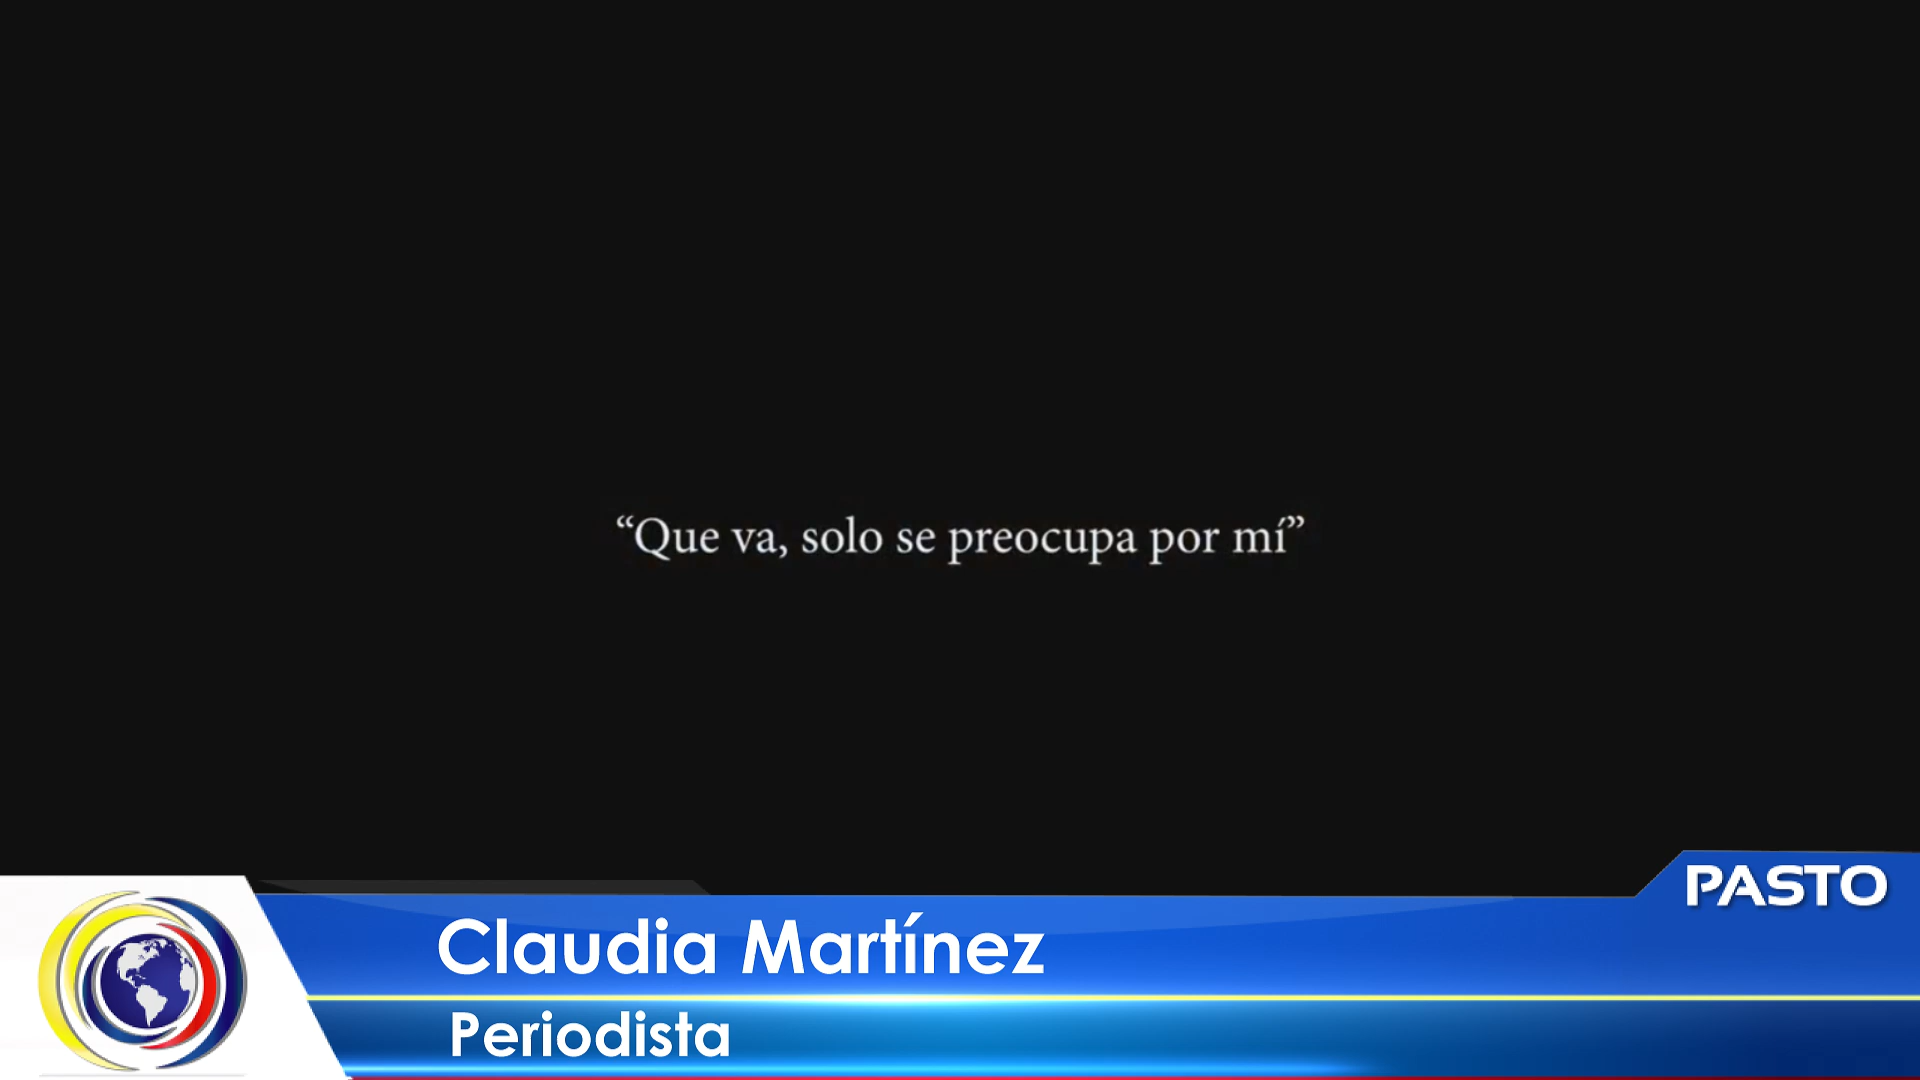 “Que va, solo se preocupa por mí”
PASTO
Claudia Martínez
Periodista